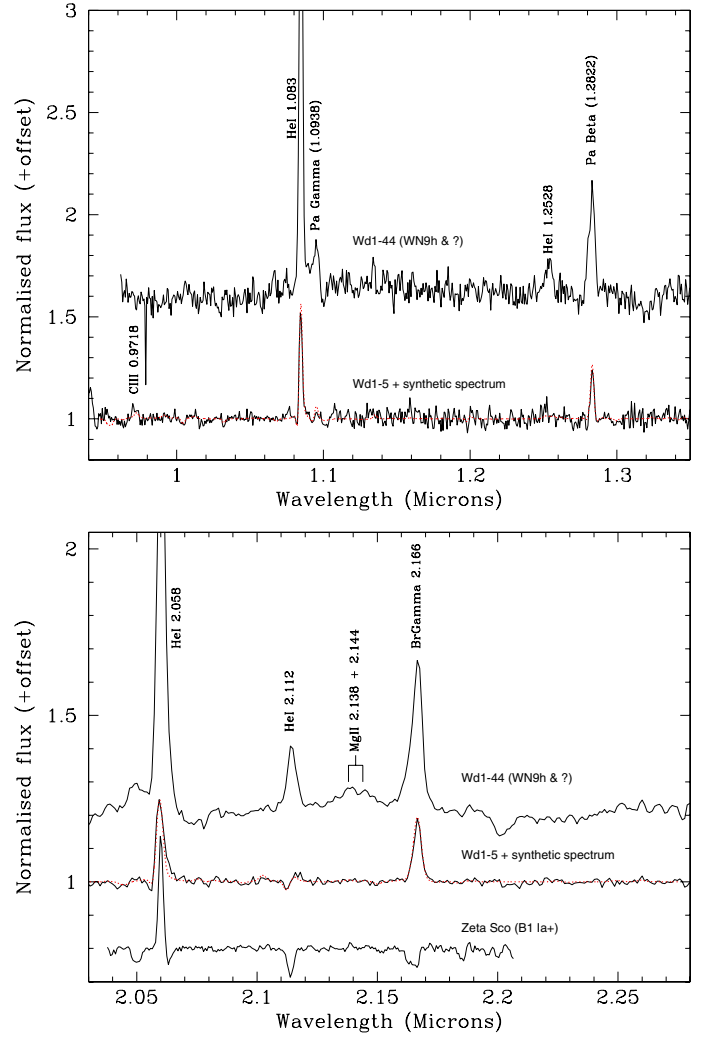 3
2.5
2
1.5
1
Normalised flux (+offset)
HeI 1.083
Pa Gamma (1.0938)
HeI 1.2528
Pa Beta (1.2822)
Wd1-44 (WN9h & ?)
CIII 0.9718
Wd1-5 + synthetic spectrum
1 1.1 1.2 1.3
Wavelength (Microns)
2
1.5
1
Normalised flux (+offset)
HeI 2.058
HeI 2.112
MgII 2.138 + 2.144
BrGamma 2.166
Wd1-44 (WN9h & ?)
Wd1-5 + synthetic spectrum
Zeta Sco (B1 Ia+)
2.05 2.1 2.15 2.2 2.25
Wavelength (Microns)